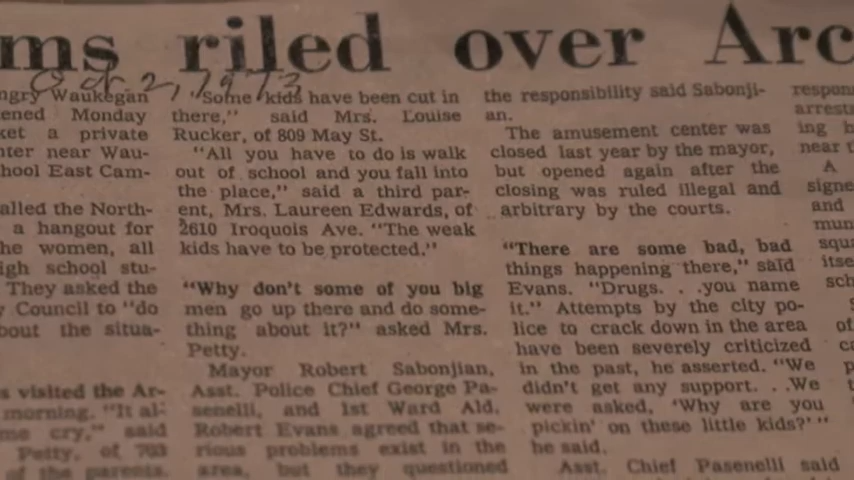 ms riled over Arc
Oct 2, 1973
ngry Waukegan
ened Monday
ket a private
nter near Wau-
hool East Cam-
alled the North-
a hangout for
he women, all
igh school stu-
They asked the
y Council to "do
bout the situa-
s visited the Ar-
morning. "It al-
me cry," said
Petty, of 703
of the parents.
"Some kids have been cut in
there," said Mrs. Louise
Rucker, of 809 May St.
"All you have to do is walk
out of school and you fall into
the place," said a third par-
ent, Mrs. Laureen Edwards, of
2610 Iroquois Ave. "The weak
kids have to be protected."
"Why don't some of you big
men go up there and do some-
thing about it?" asked Mrs.
Petty.
Mayor Robert Sabonjian,
Asst. Police Chief George Pa-
senelli, and 1st Ward Ald.
Robert Evans agreed that se-
rious problems exist in the
area, but they questioned
the responsibility said Sabonji-
an.
The amusement center was
closed last year by the mayor,
but opened again after the
closing was ruled illegal and
arbitrary by the courts.
"There are some bad, bad
things happening there," said
Evans. "Drugs. . .you name
it." Attempts by the city po-
lice to crack down in the area
have been severely criticized
in the past, he asserted. "We
didn't get any support. . .We
were asked, 'Why are you
pickin' on these little kids?'"
he said.
Asst. Chief Pasenelli said
respon
arrest
ing h
near t
A
signe
and
mun
squa
itse
sch
of
ca
p
t